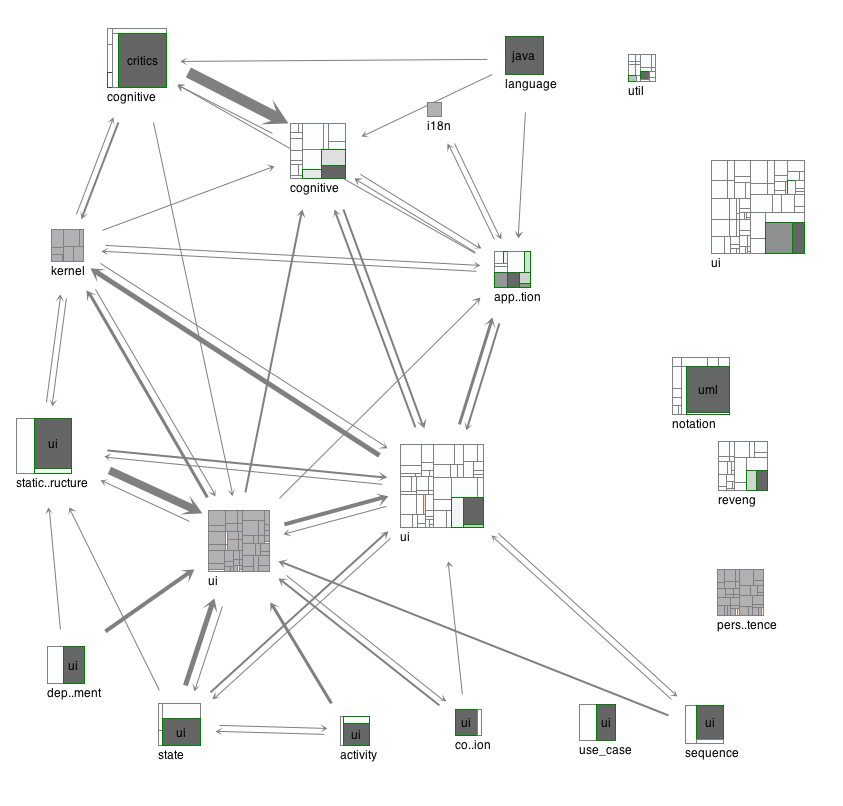 critics
cognitive
java
language
util
i18n
cognitive
ui
kernel
app..tion
uml
notation
ui
static..ructure
reveng
ui
ui
pers..tence
ui
dep..ment
ui
state
ui
activity
ui
co..ion
ui
use_case
ui
sequence